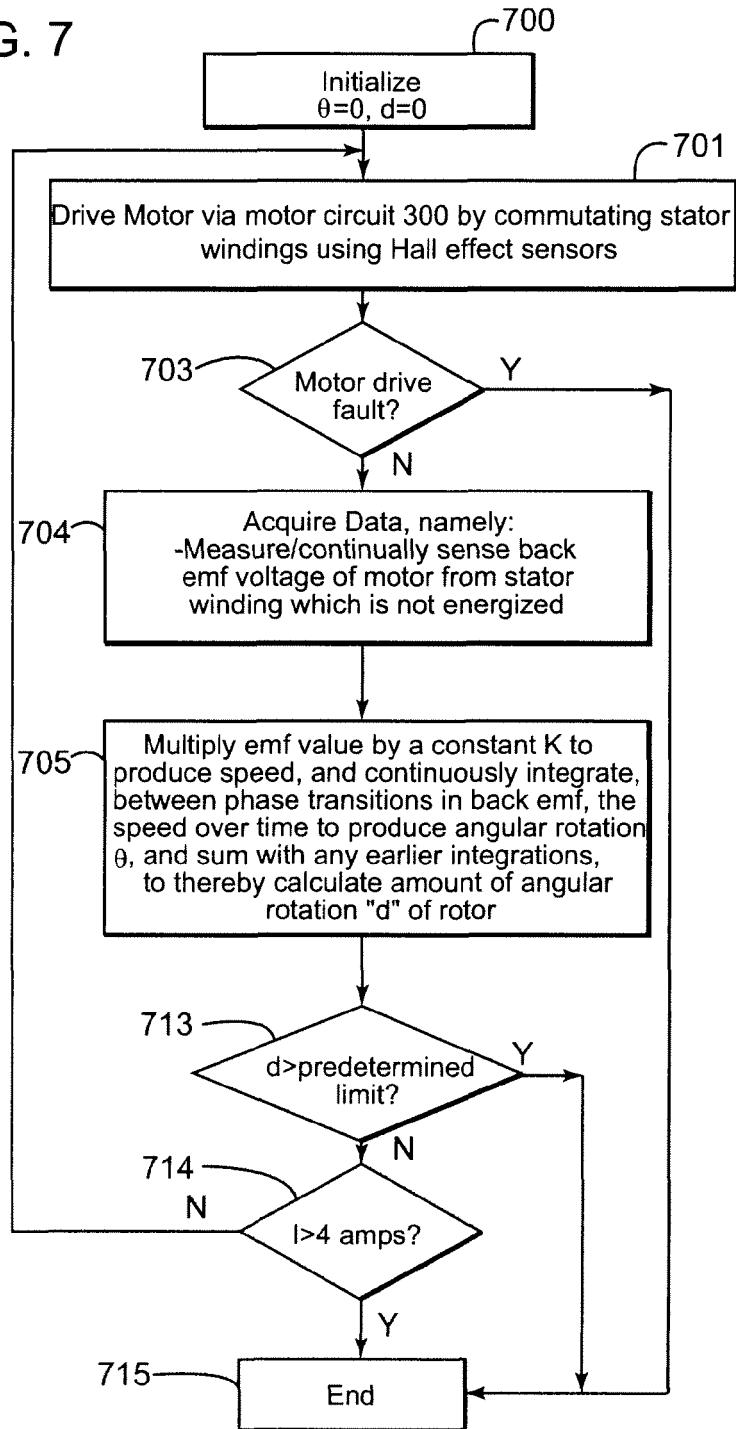 G. 7
700
Initialize
θ=0, d=0
701
Drive Motor via motor circuit 300 by commutating stator
windings using Hall effect sensors
703
Motor drive
fault?
Y
N
704
Acquire Data, namely:
-Measure/continually sense back
emf voltage of motor from stator
winding which is not energized
705
Multiply emf value by a constant K to
produce speed, and continuously integrate,
between phase transitions in back emf, the
speed over time to produce angular rotation
θ, and sum with any earlier integrations,
to thereby calculate amount of angular
rotation "d" of rotor
713
d>predetermined
limit?
Y
N
714
N
I>4 amps?
Y
715
End